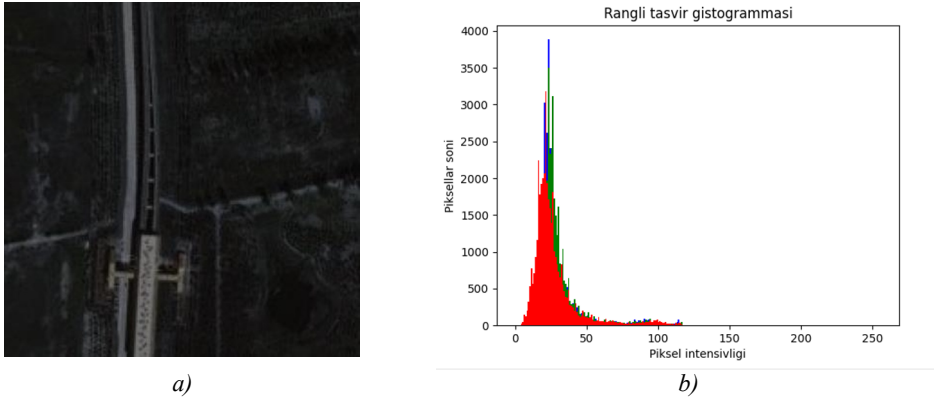 Rangli tasvir gistogrammasi
4000
3500
3000
2500
2000
1500
1000
500
0
Piksellar soni
0 50 100 150 200 250
Piksel intensivligi
a) b)